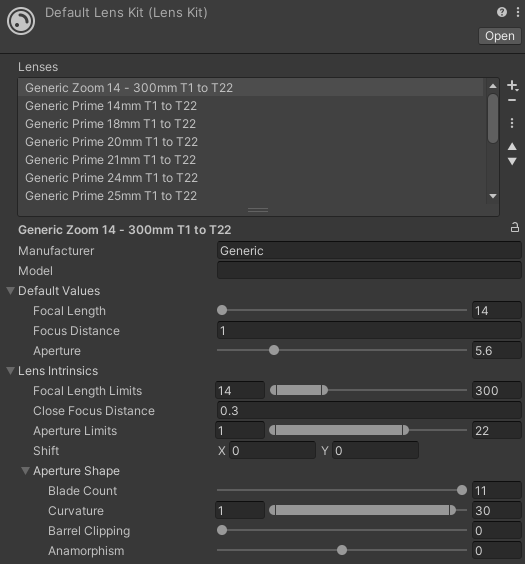 Default Lens Kit (Lens Kit)
Open
Lenses
Generic Zoom 14 - 300mm T1 to T22
Generic Prime 14mm T1 to T22
Generic Prime 18mm T1 to T22
Generic Prime 20mm T1 to T22
Generic Prime 21mm T1 to T22
Generic Prime 24mm T1 to T22
Generic Prime 25mm T1 to T22
Generic Zoom 14 - 300mm T1 to T22
Manufacturer Generic
Model
Default Values
Focal Length 14
Focus Distance 1
Aperture 5.6
Lens Intrinsics
Focal Length Limits 14 300
Close Focus Distance 0.3
Aperture Limits 1 22
Shift X 0 Y 0
Aperture Shape
Blade Count 11
Curvature 1 30
Barrel Clipping 0
Anamorphism 0